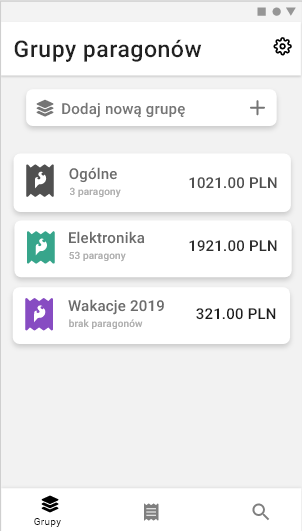 Grupy paragonów
Dodaj nową grupę
Ogólne
3 paragony
1021.00 PLN
Elektronika
53 paragony
1921.00 PLN
Wakacje 2019
brak paragonów
321.00 PLN
Grupy